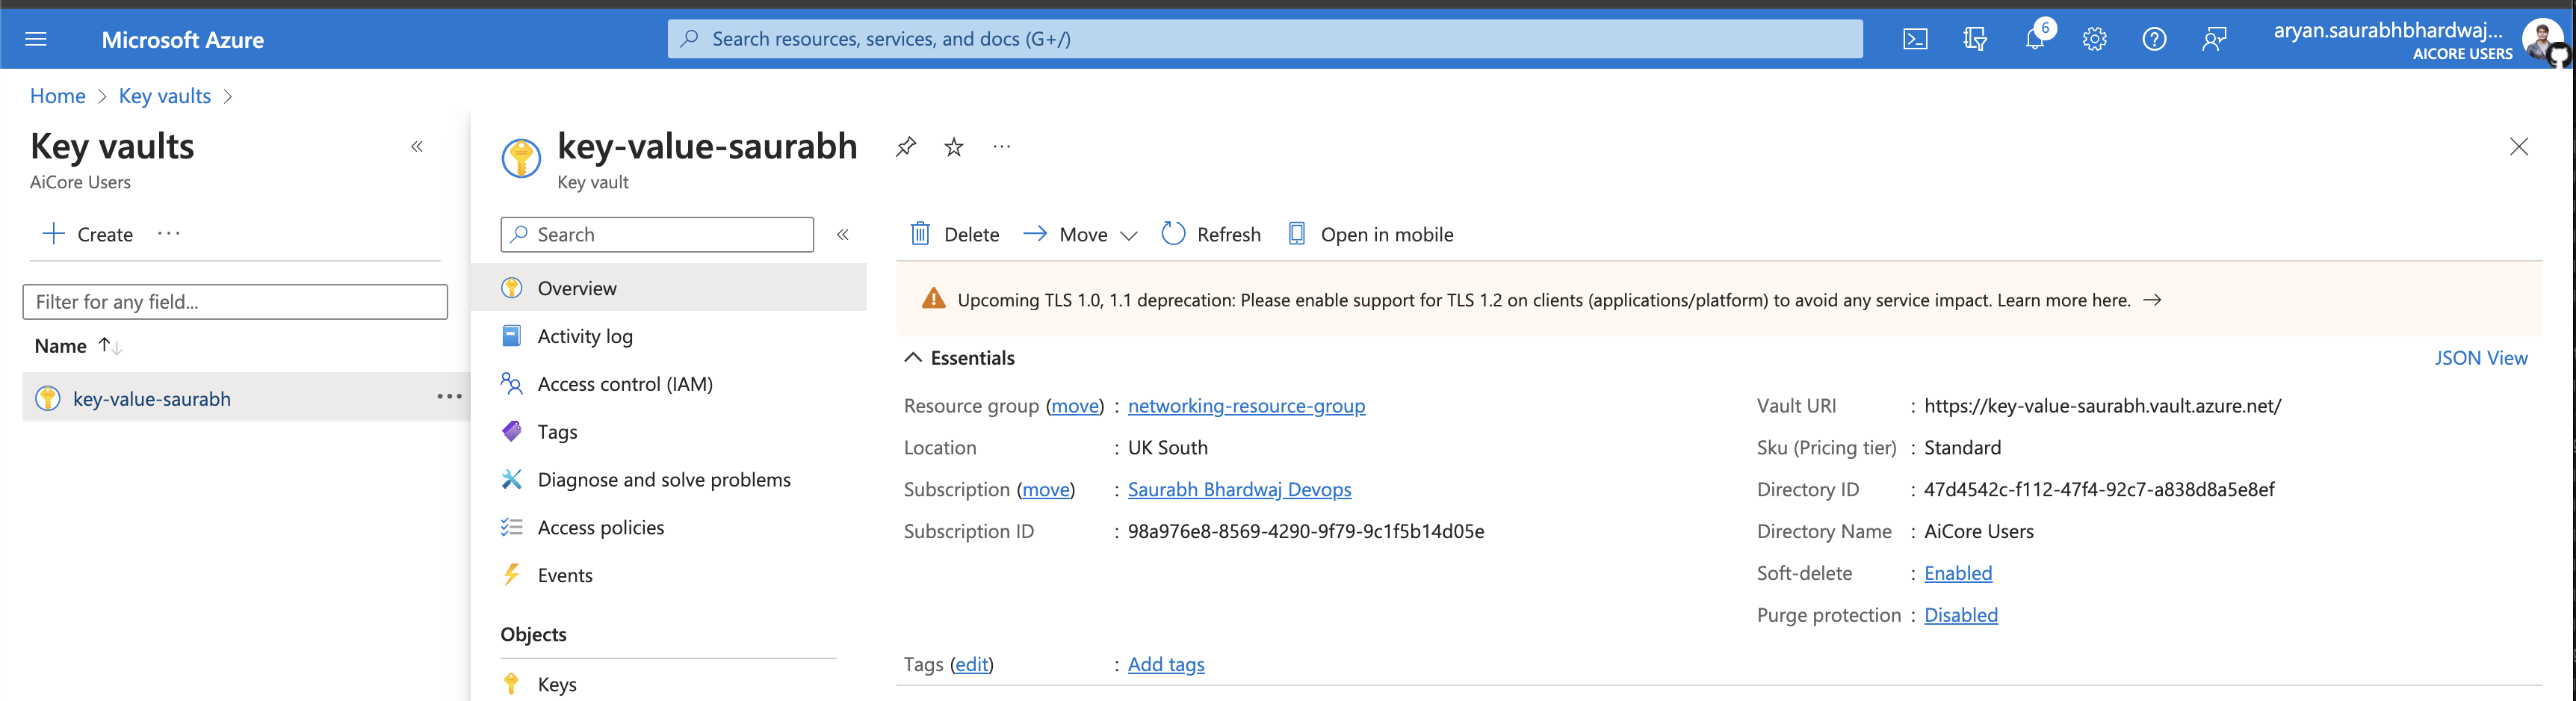 Microsoft Azure
Search resources, services, and docs (G+/)
6
aryan.saurabhbhardwaj...
AICORE USERS
Home > Key vaults >
Key vaults
AiCore Users
Create
Filter for any field...
Name
key-value-saurabh
key-value-saurabh
Key vault
Search
Overview
Activity log
Access control (IAM)
Tags
Diagnose and solve problems
Access policies
Events
Objects
Keys
Delete Move Refresh Open in mobile
Upcoming TLS 1.0, 1.1 deprecation: Please enable support for TLS 1.2 on clients (applications/platform) to avoid any service impact. Learn more here. →
Essentials
JSON View
Resource group (move) : networking-resource-group
Location : UK South
Subscription (move) : Saurabh Bhardwaj Devops
Subscription ID : 98a976e8-8569-4290-9f79-9c1f5b14d05e
Vault URI : https://key-value-saurabh.vault.azure.net/
Sku (Pricing tier) : Standard
Directory ID : 47d4542c-f112-47f4-92c7-a838d8a5e8ef
Directory Name : AiCore Users
Soft-delete : Enabled
Purge protection : Disabled
Tags (edit) : Add tags